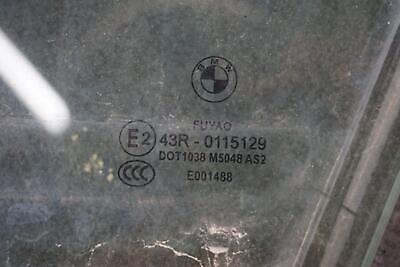 BMW
FUYAO
E2 43R - 0115129
DOT1038 M5048 AS2
CCC
E001488